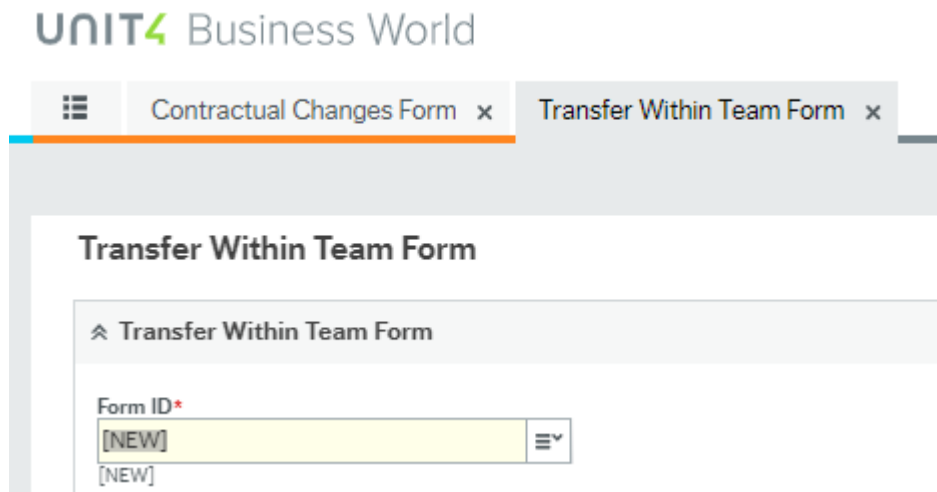 UNIT4 Business World
Contractual Changes Form x Transfer Within Team Form x
Transfer Within Team Form
Transfer Within Team Form
Form ID*
[NEW]
[NEW]